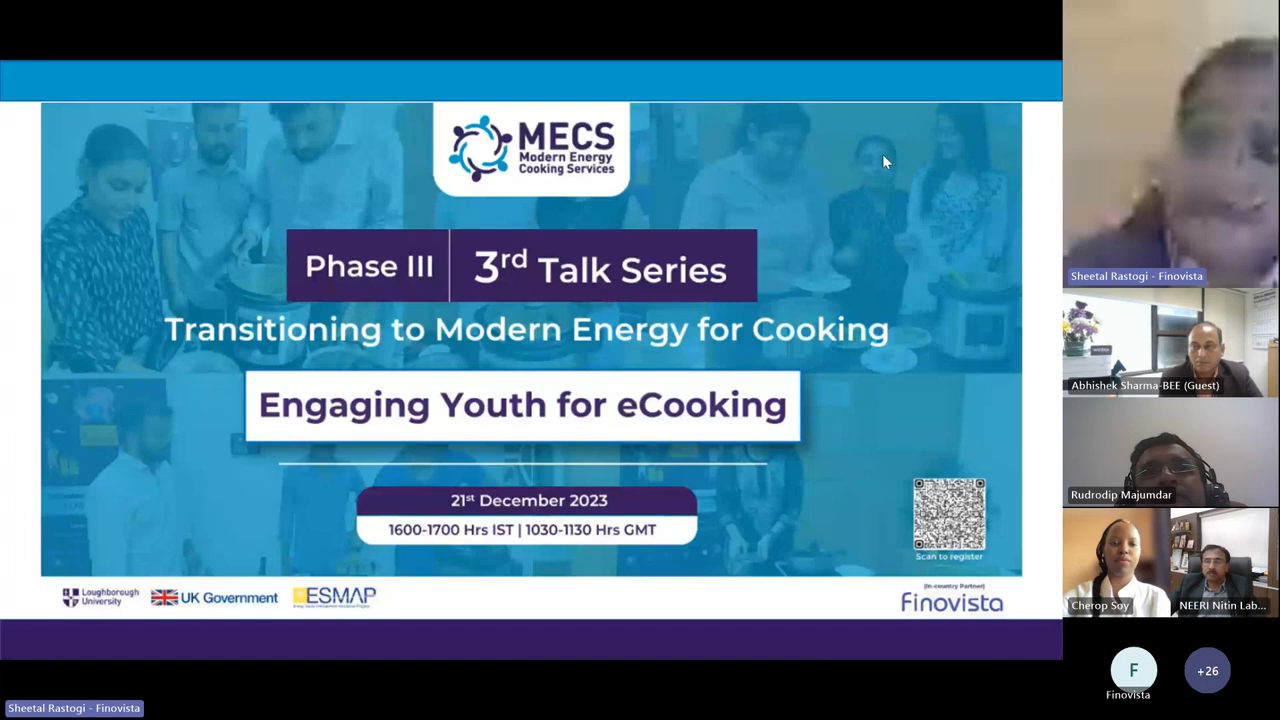 MECS
Modern Energy
Cooking Services
Phase III
3rd Talk Series
Transitioning to Modern Energy for Cooking
Engaging Youth for eCooking
21st December 2023
1600-1700 Hrs IST | 1030-1130 Hrs GMT
Scan to register
Loughborough
University
UK Government
ESMAP
(In-country Partner)
Finovista
Sheetal Rastogi - Finovista
Abhishek Sharma-BEE (Guest)
Rudrodip Majumdar
Cherop Soy
NEERI Nitin Lab...
F
Finovista
+26
Sheetal Rastogi - Finovista